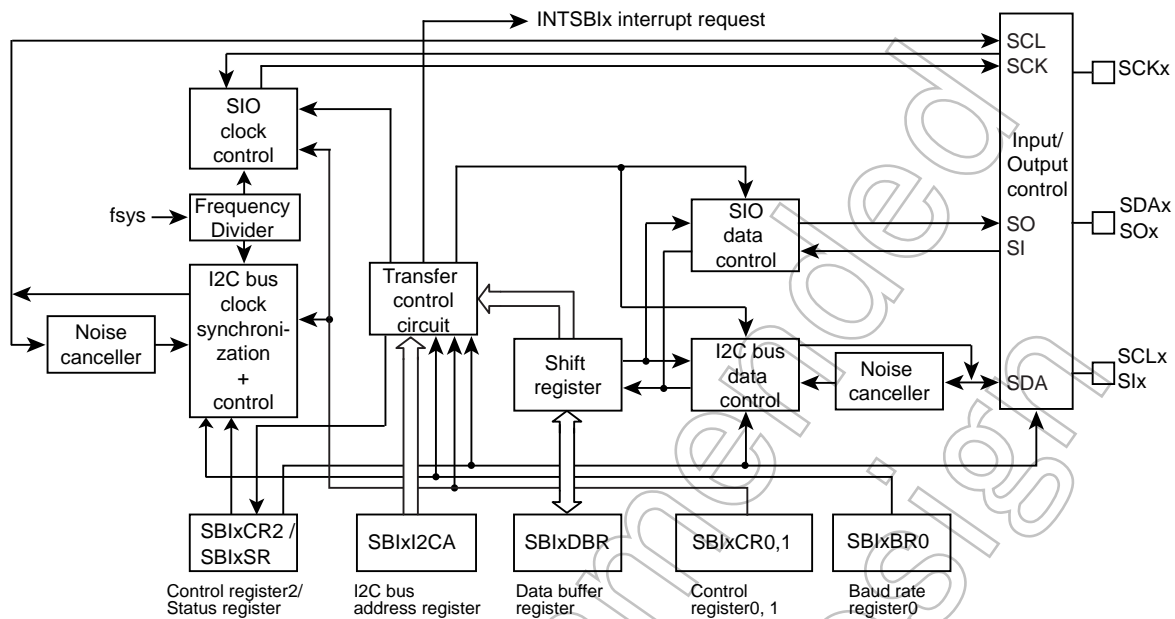 INTSBIx interrupt request
SCL
SCK
SCKx
SIO
clock
control
Input/
Output
control
fsys
Frequency
Divider
SIO
data
control
SO
SI
SDAx
SOx
I2C bus
clock
synchroni-
zation
+
control
Noise
canceller
Transfer
control
circuit
Shift
register
I2C bus
data
control
Noise
canceller
SDA
SCLx
SIx
SBIxCR2 /
SBIxSR
SBIxI2CA
SBIxDBR
SBIxCR0,1
SBIxBR0
Control register2/
Status register
I2C bus
address register
Data buffer
register
Control
register0, 1
Baud rate
register0
mended
esign